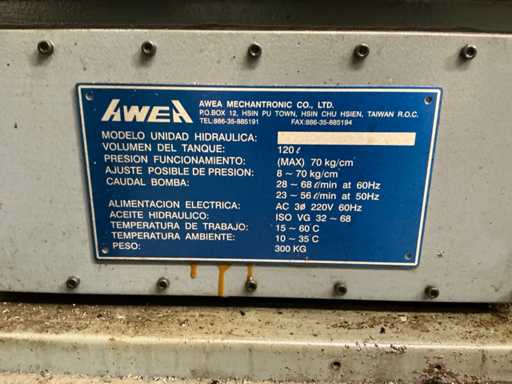 AWEA
AWEA MECHANTRONIC CO., LTD.
P.O.BOX 12, HSIN PU TOWN, HSIN CHU HSIEN, TAIWAN R.O.C.
TEL:886-35-885191 FAX:886-35-885194
MODELO UNIDAD HIDRAULICA:
VOLUMEN DEL TANQUE: 120ℓ
PRESION FUNCIONAMIENTO: (MAX) 70 kg/cm²
AJUSTE POSIBLE DE PRESION: 8~70 kg/cm²
CAUDAL BOMBA: 28~68 ℓ/min at 60Hz
23~56 ℓ/min at 50Hz
ALIMENTACION ELECTRICA: AC 3ø 220V 60HZ
ACEITE HIDRAULICO: ISO VG 32~68
TEMPERATURA DE TRABAJO: 15~60 C
TEMPERATURA AMBIENTE: 10~35 C
PESO: 300 KG